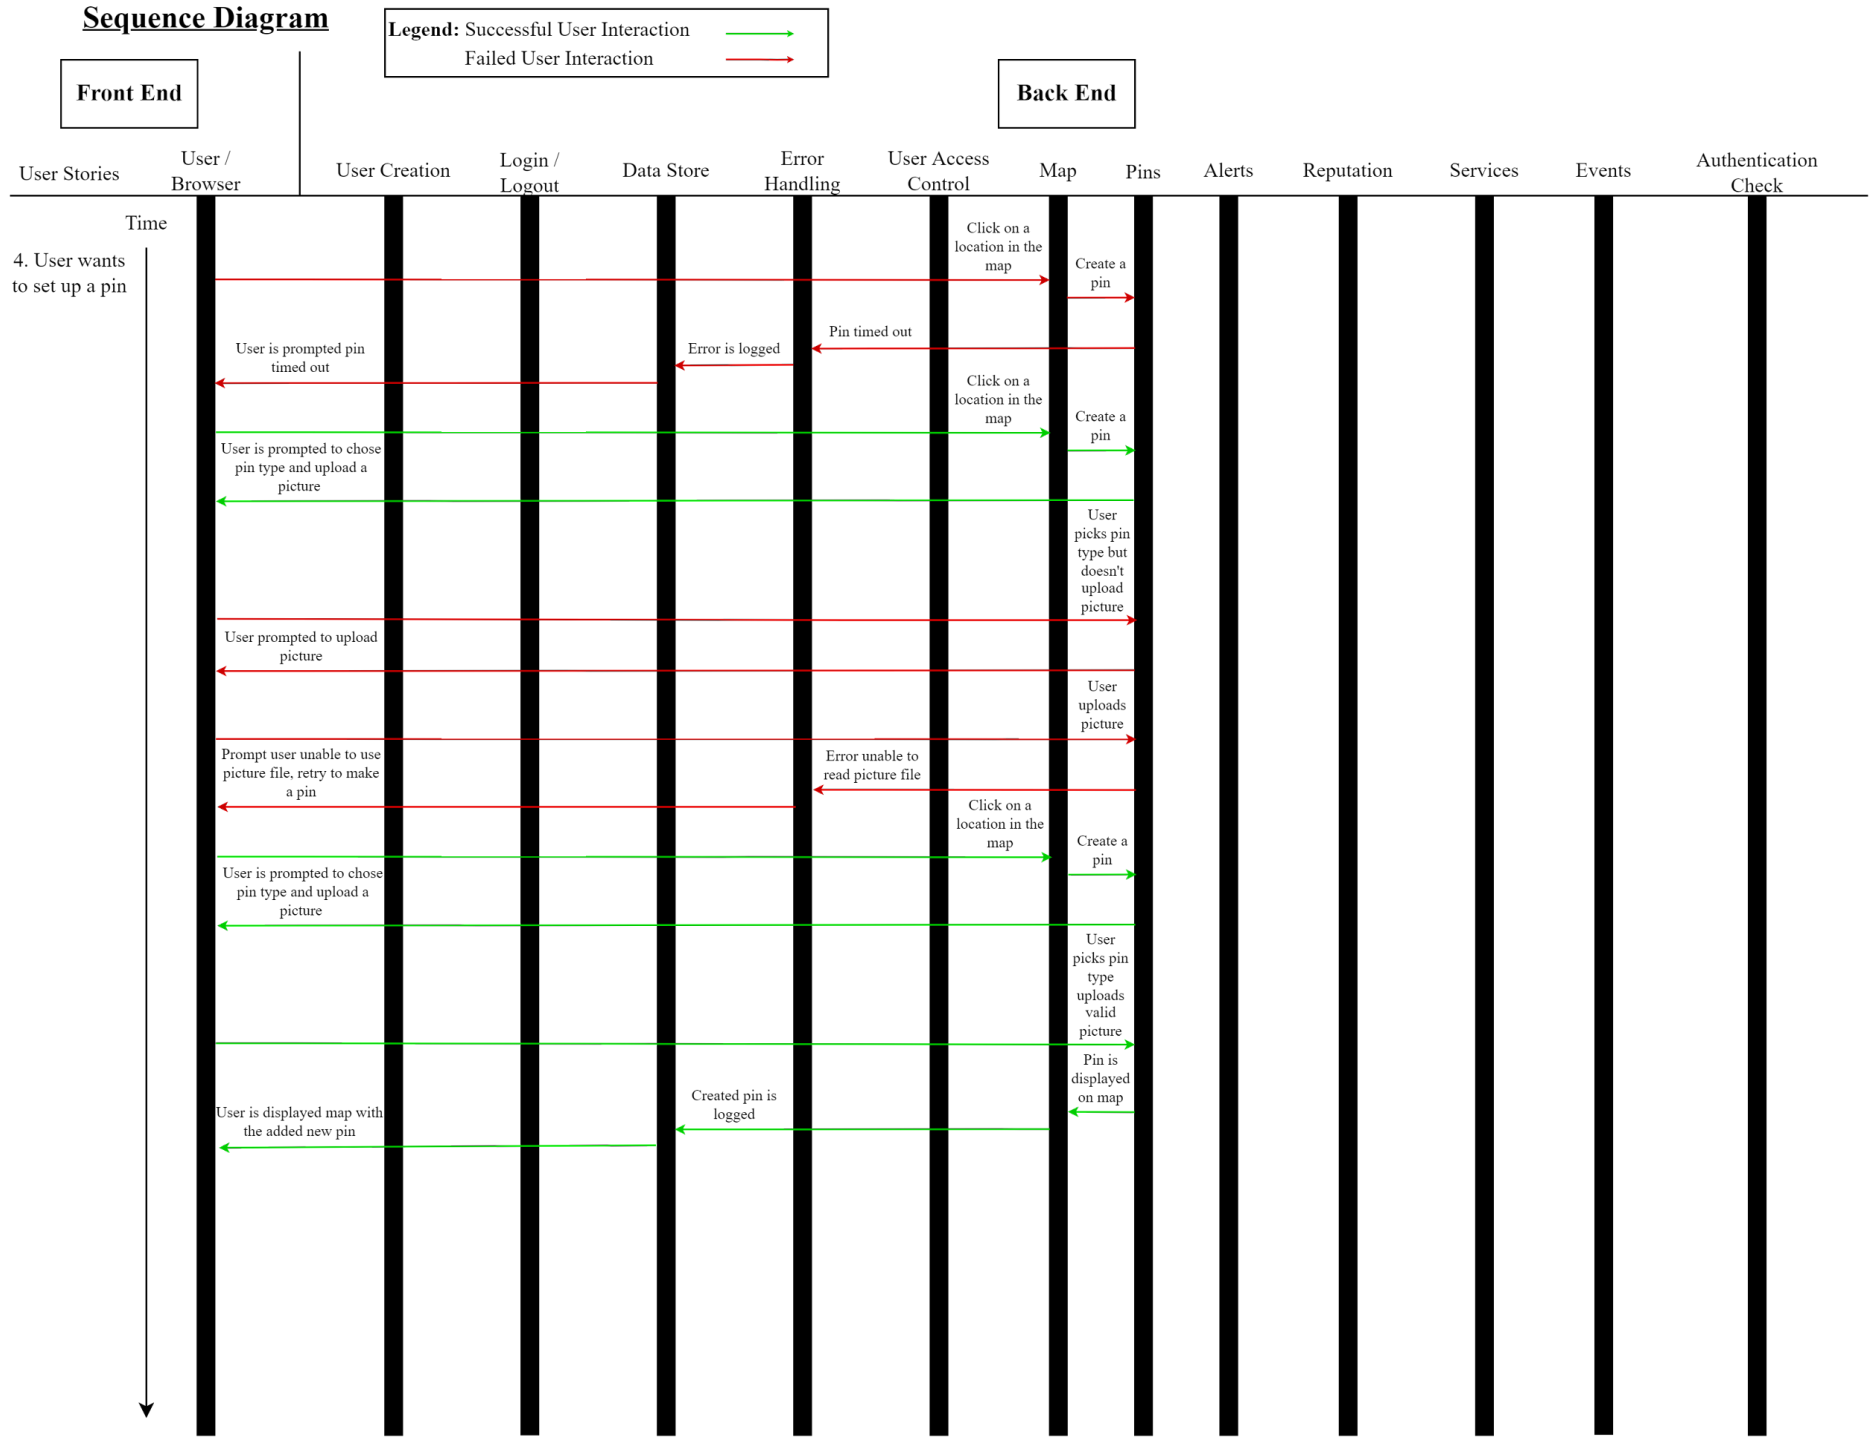 Sequence Diagram
Legend: Successful User Interaction
Failed User Interaction
Front End
Back End
User Stories
User /
Browser
User Creation
Login /
Logout
Data Store
Error
Handling
User Access
Control
Map
Pins
Alerts
Reputation
Services
Events
Authentication
Check
Time
4. User wants
to set up a pin
Click on a
location in the
map
Create a
pin
Pin timed out
Error is logged
User is prompted pin
timed out
Click on a
location in the
map
Create a
pin
User is prompted to chose
pin type and upload a
picture
User
picks pin
type but
doesn't
upload
picture
User prompted to upload
picture
User
uploads
picture
Error unable to
read picture file
Prompt user unable to use
picture file, retry to make
a pin
Click on a
location in the
map
Create a
pin
User is prompted to chose
pin type and upload a
picture
User
picks pin
type
uploads
valid
picture
Pin is
displayed
on map
Created pin is
logged
User is displayed map with
the added new pin